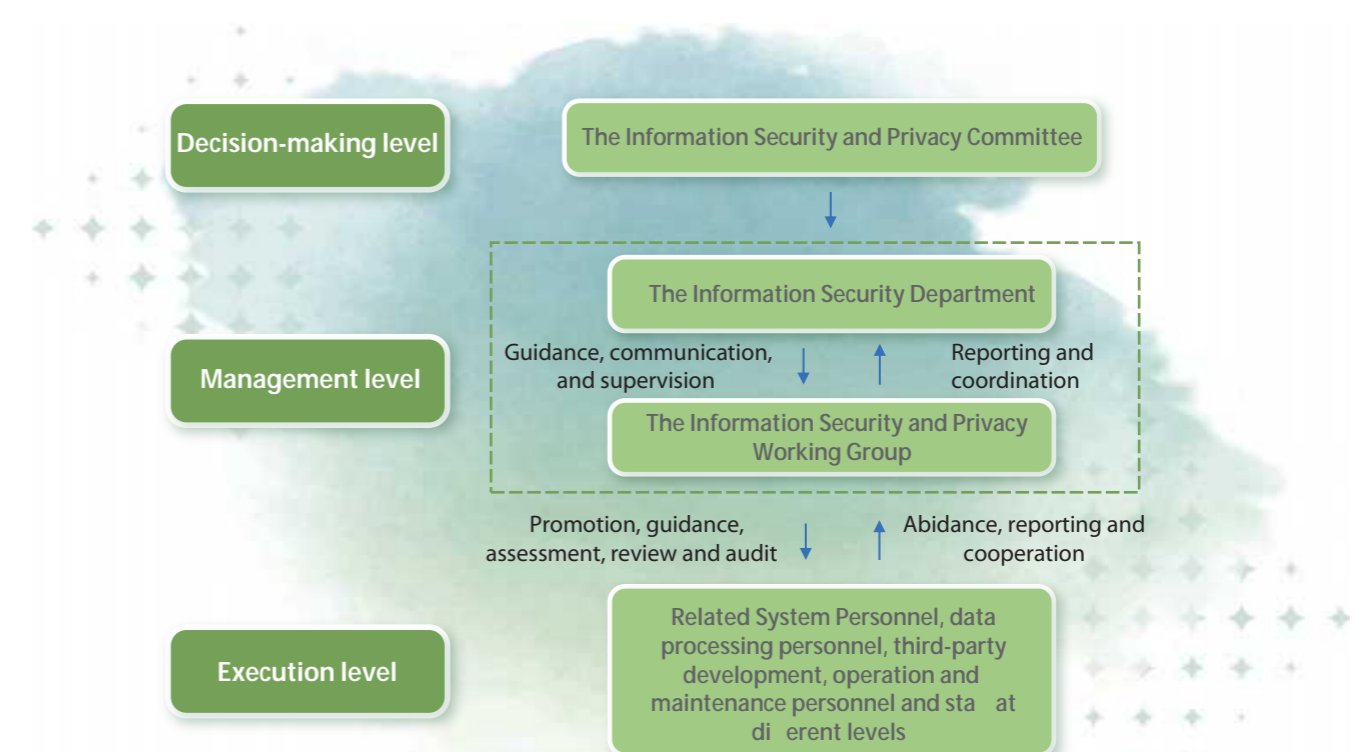 Decision-making level
The Information Security and Privacy Committee
The Information Security Department
Guidance, communication,
and supervision
Reporting and
coordination
Management level
The Information Security and Privacy
Working Group
Promotion, guidance,
assessment, review and audit
Abidance, reporting and
cooperation
Execution level
Related System Personnel, data
processing personnel, third-party
development, operation and
maintenance personnel and sta at
di erent levels